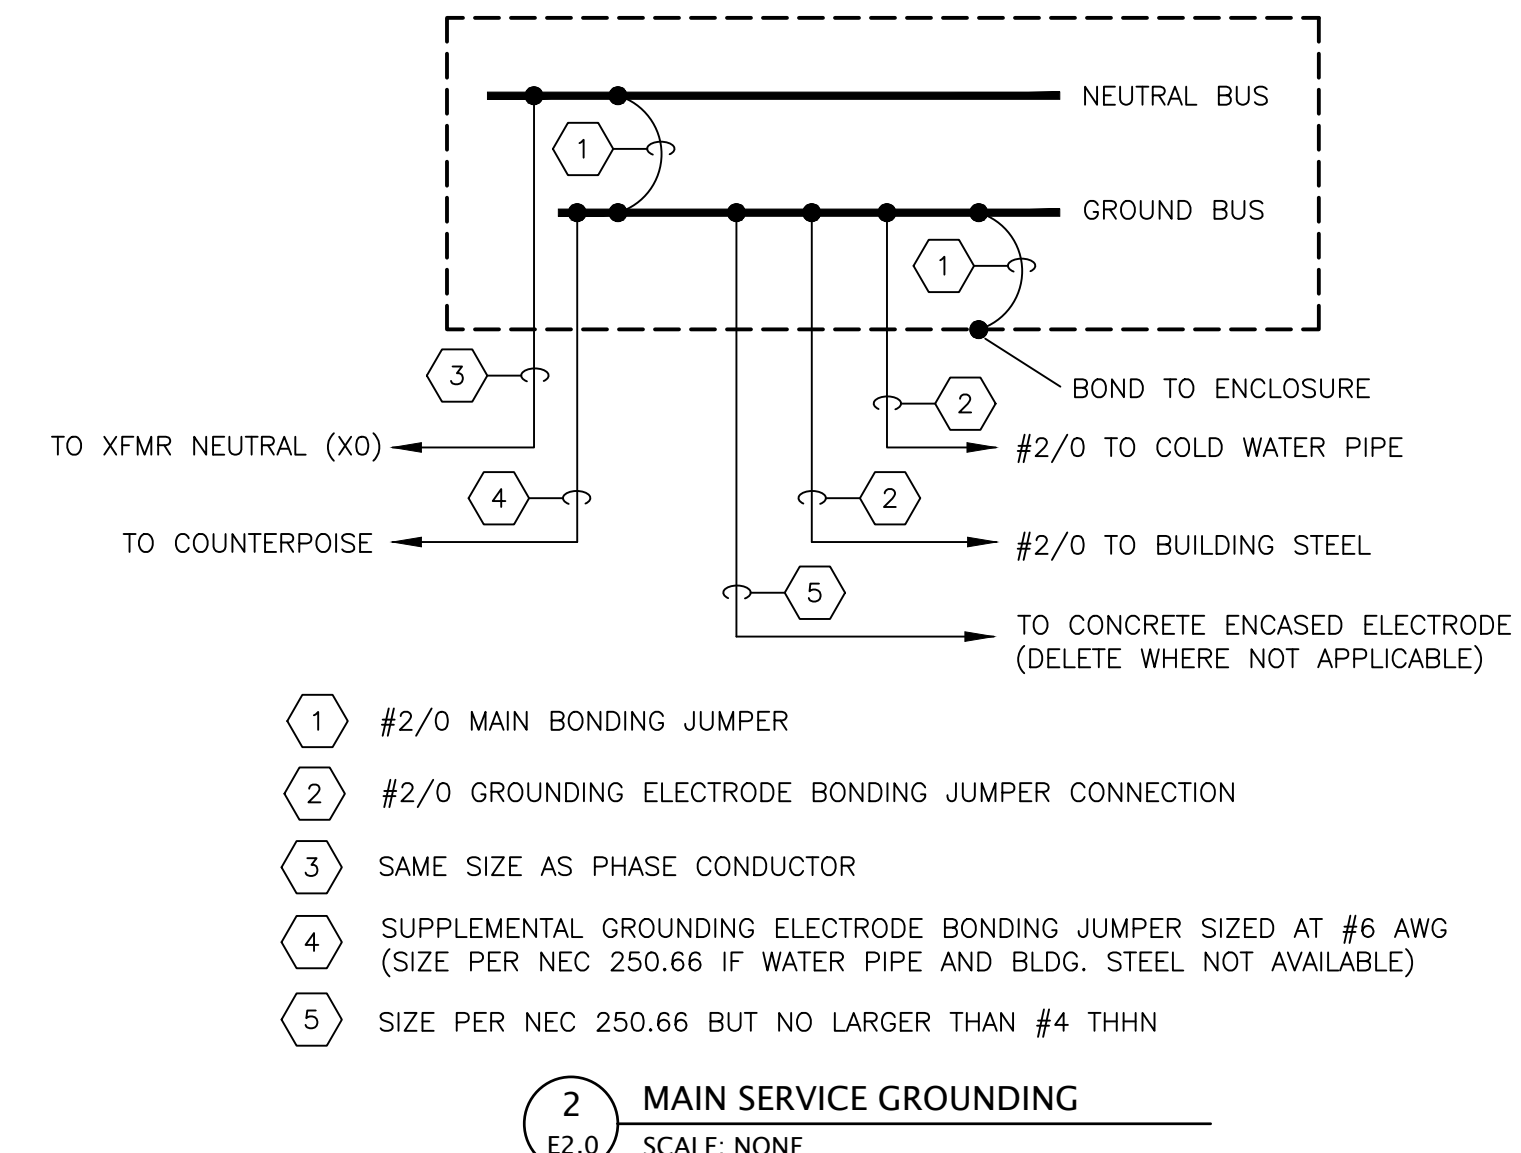 NEUTRAL BUS
1
GROUND BUS
1
3
BOND TO ENCLOSURE
2
TO XFMR NEUTRAL (X0)
#2/0 TO COLD WATER PIPE
4
2
TO COUNTERPOISE
#2/0 TO BUILDING STEEL
5
TO CONCRETE ENCASED ELECTRODE
(DELETE WHERE NOT APPLICABLE)
1 #2/0 MAIN BONDING JUMPER
2 #2/0 GROUNDING ELECTRODE BONDING JUMPER CONNECTION
3 SAME SIZE AS PHASE CONDUCTOR
4 SUPPLEMENTAL GROUNDING ELECTRODE BONDING JUMPER SIZED AT #6 AWG
(SIZE PER NEC 250.66 IF WATER PIPE AND BLDG. STEEL NOT AVAILABLE)
5 SIZE PER NEC 250.66 BUT NO LARGER THAN #4 THHN
2 MAIN SERVICE GROUNDING
E2.0 SCALE: NONE